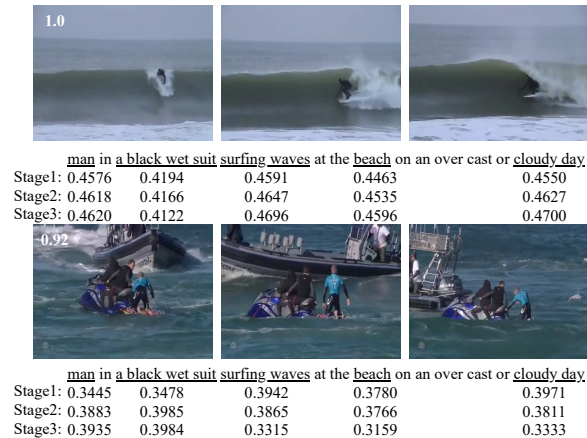 1.0
man in a black wet suit surfing waves at the beach on an over cast or cloudy day
Stage1: 0.4576 0.4194 0.4591 0.4463 0.4550
Stage2: 0.4618 0.4166 0.4647 0.4535 0.4627
Stage3: 0.4620 0.4122 0.4696 0.4596 0.4700
0.92
man in a black wet suit surfing waves at the beach on an over cast or cloudy day
Stage1: 0.3445 0.3478 0.3942 0.3780 0.3971
Stage2: 0.3883 0.3985 0.3865 0.3766 0.3811
Stage3: 0.3935 0.3984 0.3315 0.3159 0.3333